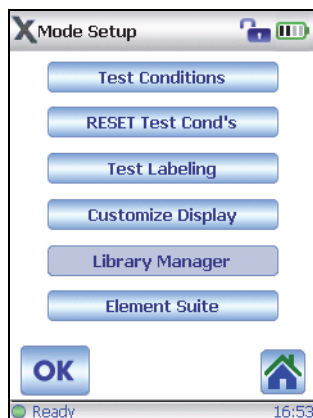 Mode Setup
Test Conditions
RESET Test Cond's
Test Labeling
Customize Display
Library Manager
Element Suite
OK
Ready 16:53